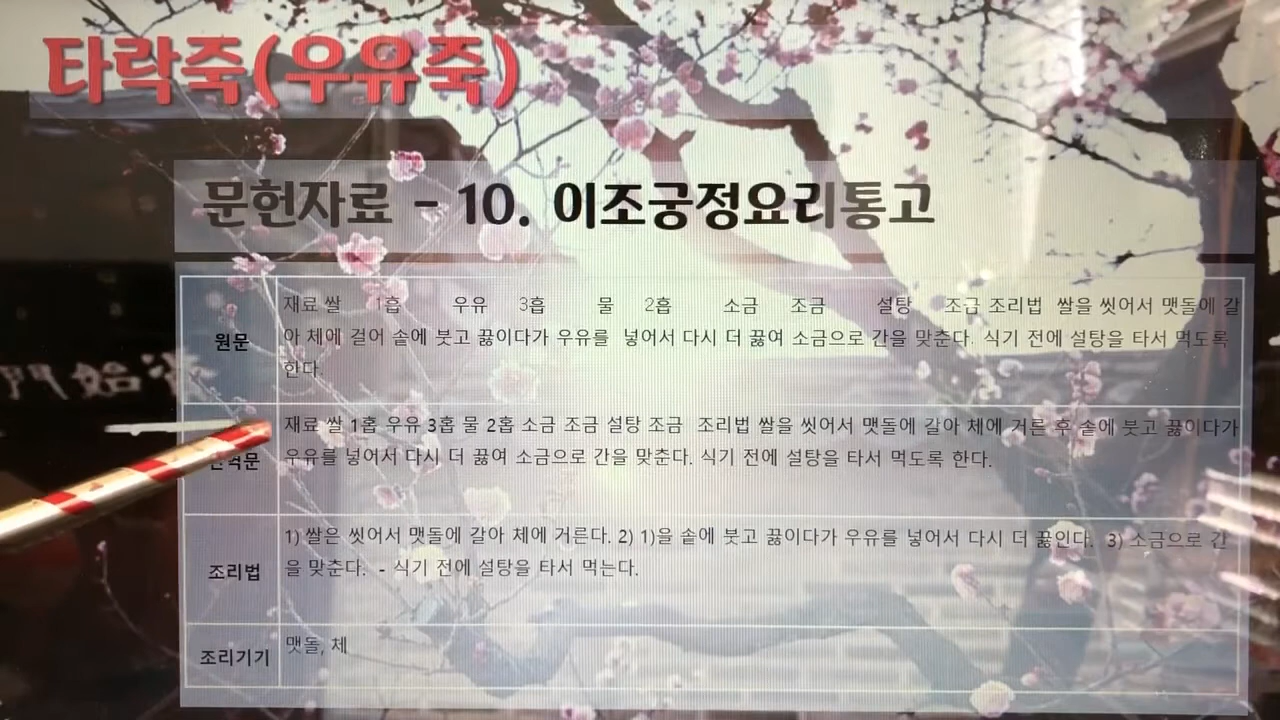 타락죽(우유죽)
문헌자료 - 10. 이조궁정요리통고
원문
재료 쌀 1흡 우유 3흡 물 2흡 소금 조금 설탕 조금 조리법 쌀을 씻어서 맷돌에 갈
아 체에 걸어 솥에 붓고 끓이다가 우유를 넣어서 다시 더 끓여 소금으로 간을 맞춘다. 식기 전에 설탕을 타서 먹도록
한다.
재료 쌀 1홉 우유 3홉 물 2홉 소금 조금 설탕 조금 조리법 쌀을 씻어서 맷돌에 갈아 체에 거른 후 솥에 붓고 끓이다가
우유를 넣어서 다시 더 끓여 소금으로 간을 맞춘다. 식기 전에 설탕을 타서 먹도록 한다.
조리법
1) 쌀은 씻어서 맷돌에 갈아 체에 거른다. 2) 1)을 솥에 붓고 끓이다가 우유를 넣어서 다시 더 끓인다. 3) 소금으로 간
을 맞춘다. - 식기 전에 설탕을 타서 먹는다.
조리기기
맷돌, 체